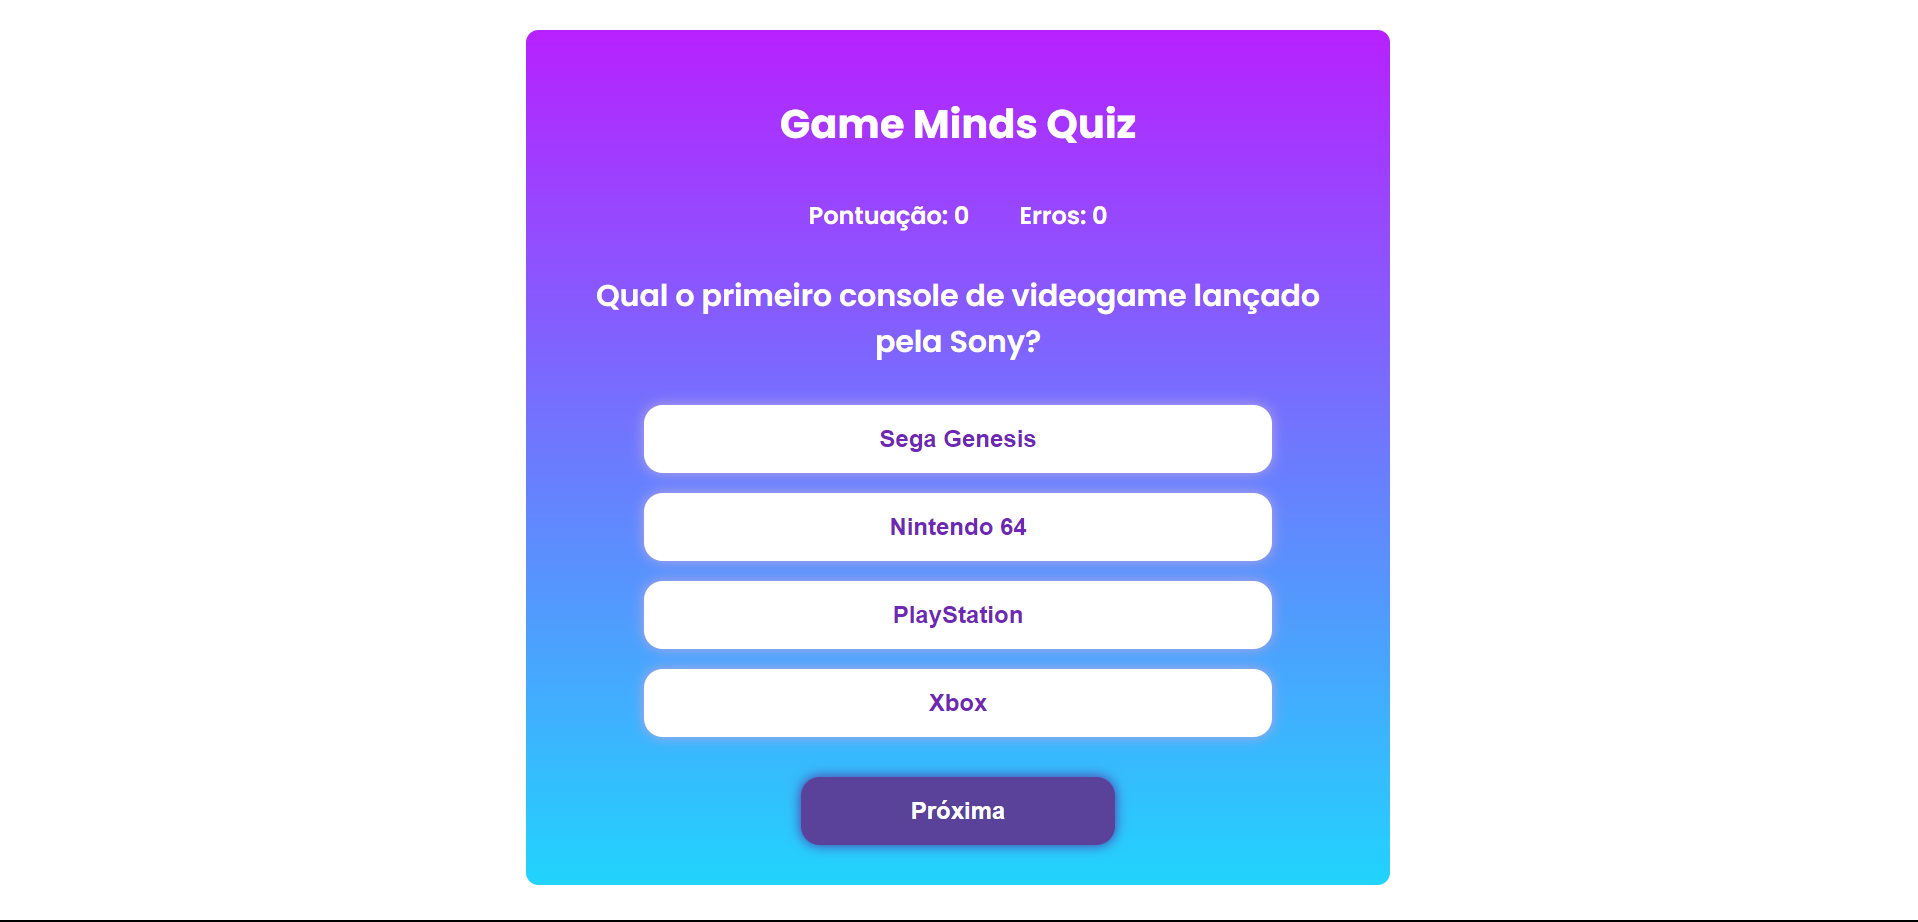 Game Minds Quiz
Pontuação: 0 Erros: 0
Qual o primeiro console de videogame lançado
pela Sony?
Sega Genesis
Nintendo 64
PlayStation
Xbox
Próxima